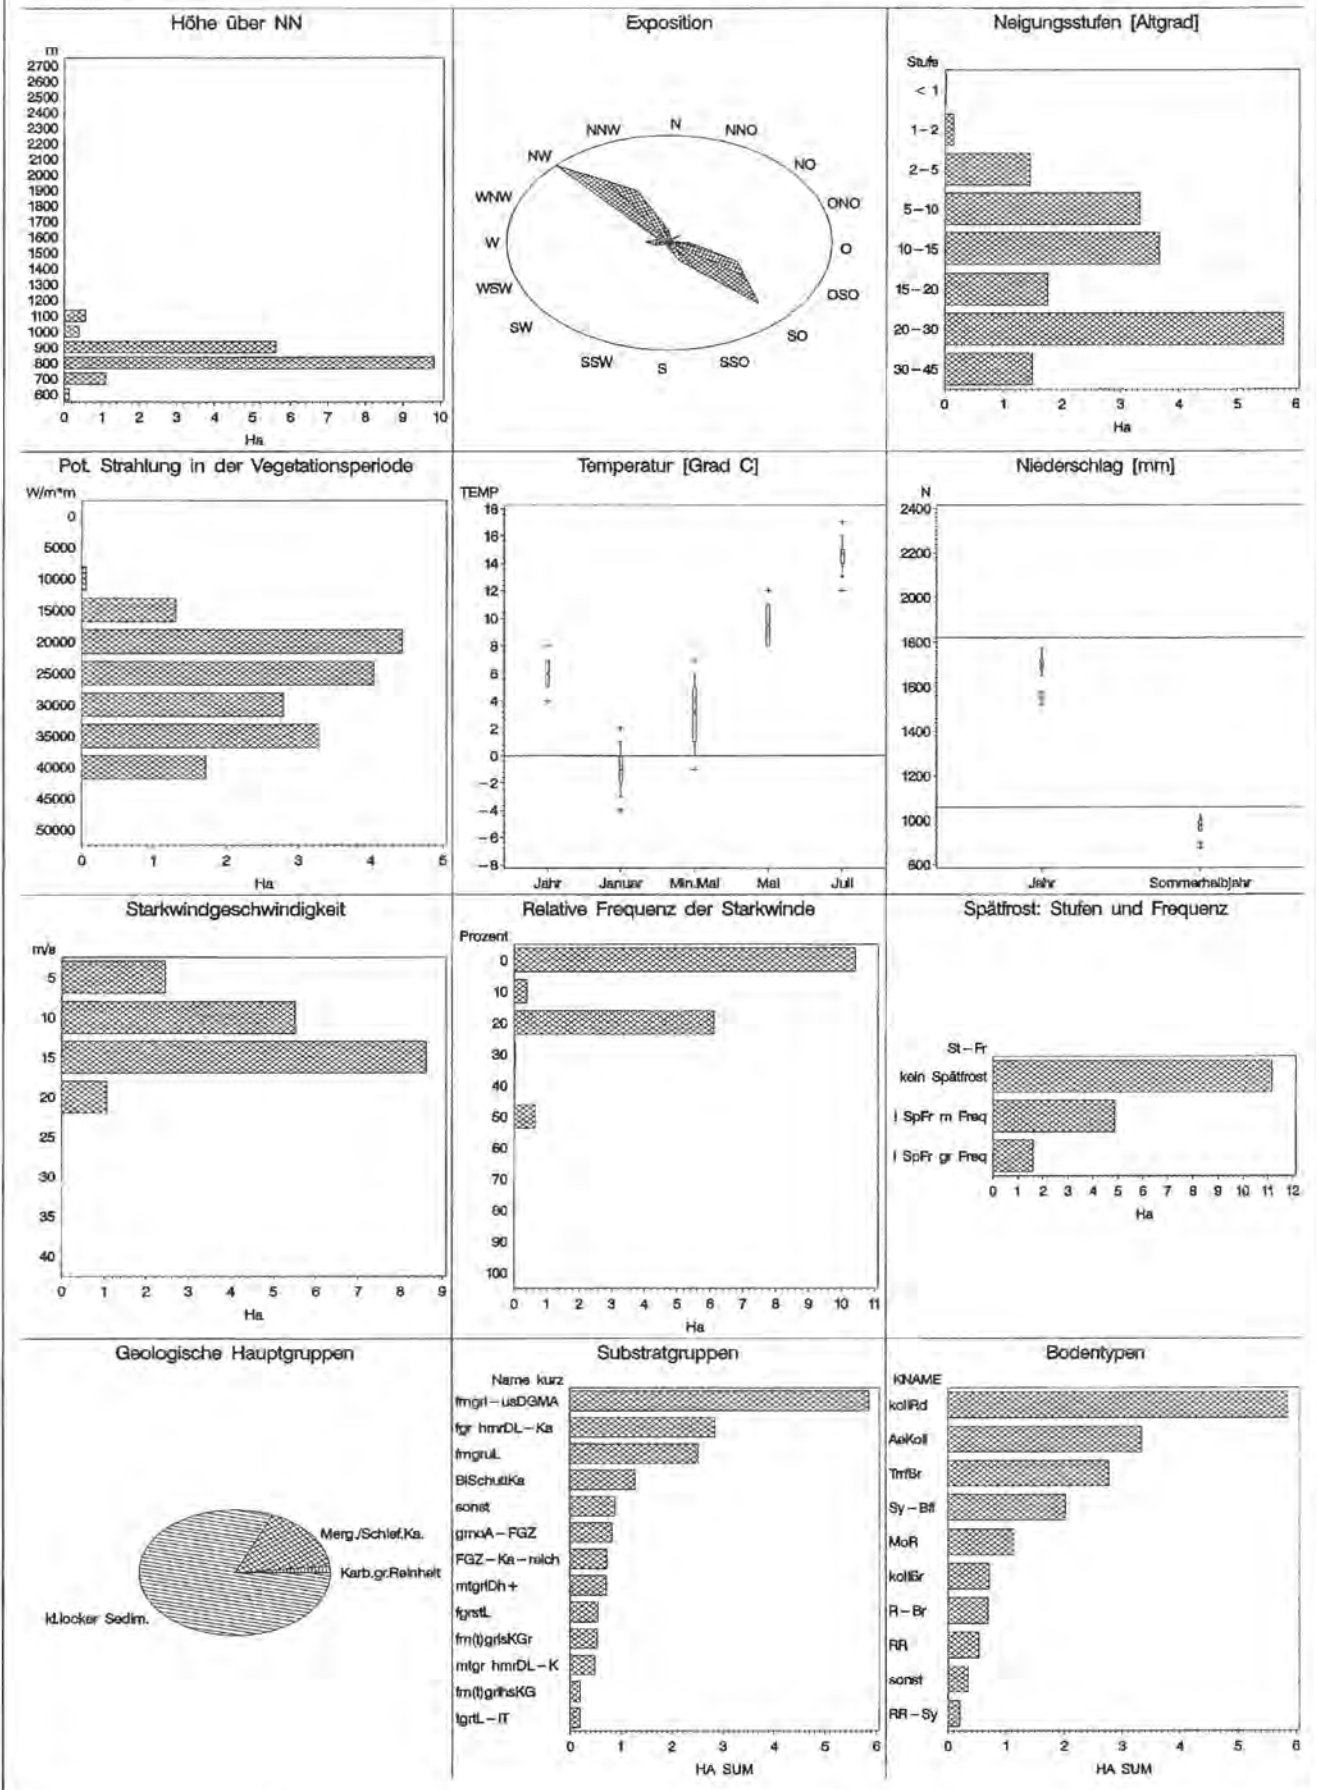 Höhe über NN
m
2700
2600
2500
2400
2300
2200
2100
2000
1900
1800
1700
1600
1500
1400
1300
1200
1100
1000
900
800
700
600
0 1 2 3 4 5 6 7 8 9 10
Ha
Exposition
N
NNO
NO
ONO
O
OSO
SO
SSO
S
SSW
SW
WSW
W
WNW
NW
NNW
Neigungsstufen [Altgrad]
Stufe
< 1
1-2
2-5
5-10
10-15
15-20
20-30
30-45
0 1 2 3 4 5 6
Ha
Pot. Strahlung in der Vegetationsperiode
W/m*m
0
5000
10000
15000
20000
25000
30000
35000
40000
45000
50000
0 1 2 3 4 5
Ha
Temperatur [Grad C]
TEMP
18
16
14
12
10
8
6
4
2
0
-2
-4
-6
-8
Jahr Januar Min.Mai Mai Juli
Niederschlag [mm]
N
2400
2200
2000
1800
1600
1400
1200
1000
800
Jahr Sommerhalbjahr
Starkwindgeschwindigkeit
m/s
5
10
15
20
25
30
35
40
0 1 2 3 4 5 6 7 8 9
Ha
Relative Frequenz der Starkwinde
Prozent
0
10
20
30
40
50
60
70
80
90
100
0 1 2 3 4 5 6 7 8 9 10 11
Ha
Spätfrost: Stufen und Frequenz
St-Fr
kein Spätfrost
l SpFr m Freq
l SpFr gr Freq
0 1 2 3 4 5 6 7 8 9 10 11 12
Ha
Geologische Hauptgruppen
Merg./Schief.Ka.
Karb.gr.Reinheit
kl.locker Sedim.
Substratgruppen
Name kurz
fmgrl-usDGMA
fgr hmrDL-Ka
fmgruL
BlSchuttKa
sonst
gmoA-FGZ
FGZ-Ka-reich
mtgrlDh+
fgrstL
fm(t)grlsKGr
mtgr hmrDL-K
fm(t)grlhsKG
tgrtL-lT
0 1 2 3 4 5 6
HA SUM
Bodentypen
KNAME
kollRd
AeKoll
TrrfBr
Sy-Bfl
MoR
kollBr
R-Br
RR
sonst
RR-Sy
0 1 2 3 4 5 6
HA SUM